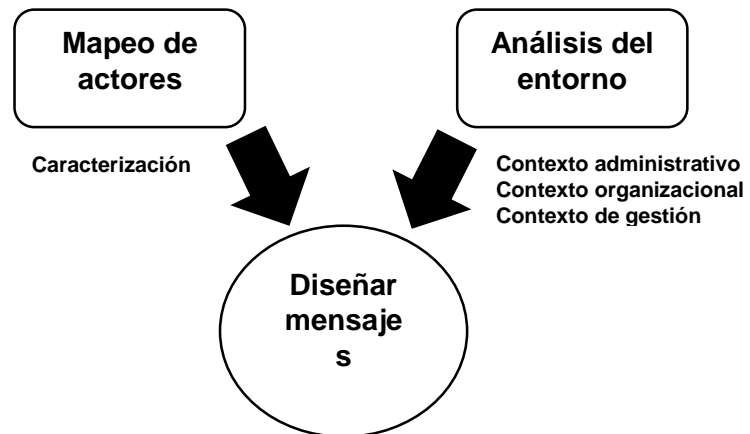 Mapeo de
actores
Análisis del
entorno
Caracterización
Contexto administrativo
Contexto organizacional
Contexto de gestión
Diseñar
mensaje
s